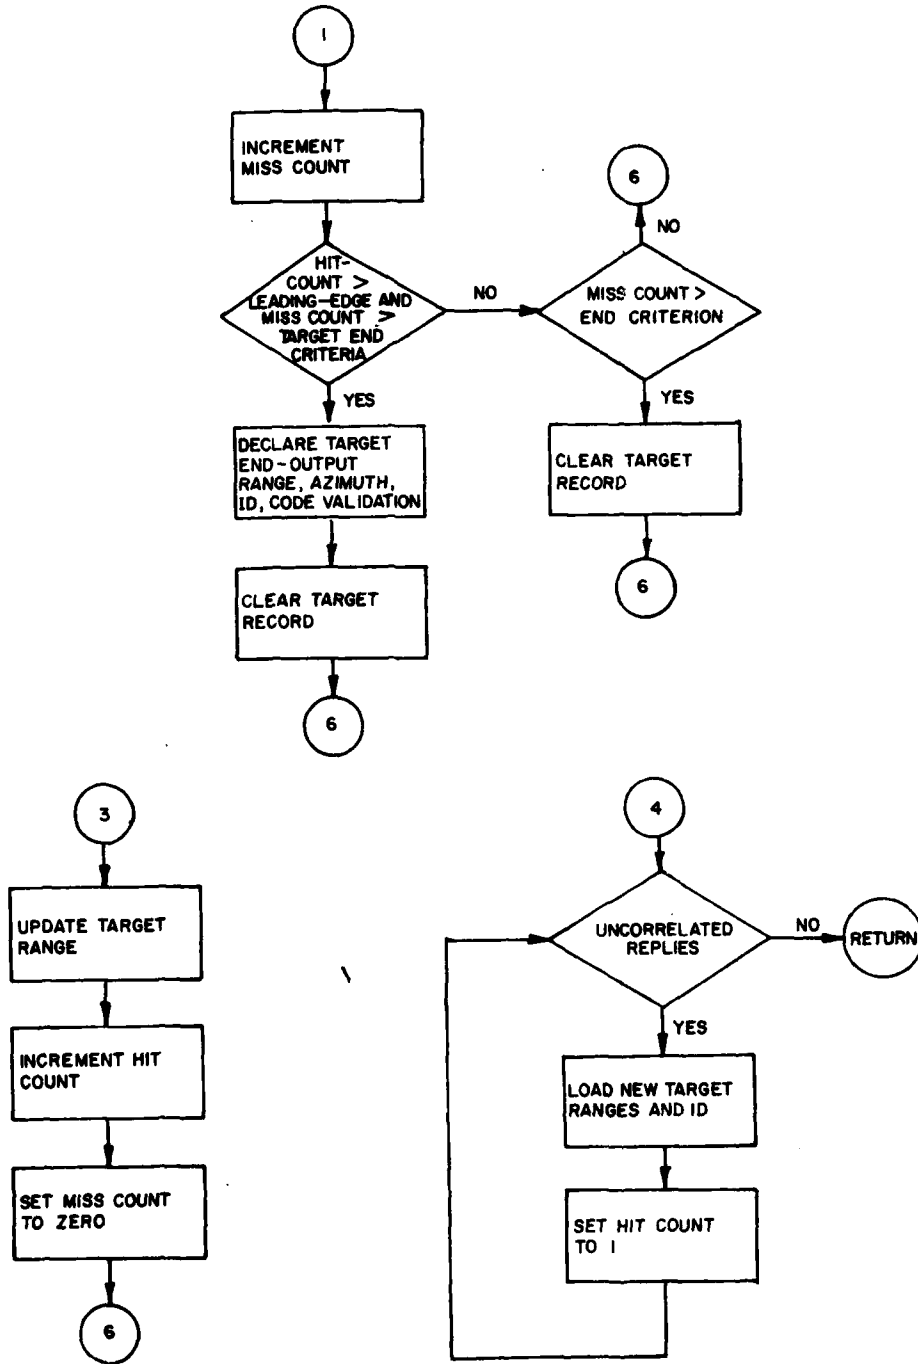 1
INCREMENT
MISS COUNT
HIT-
COUNT >
LEADING-EDGE AND
MISS COUNT >
TARGET END
CRITERIA
NO
MISS COUNT >
END CRITERION
NO
6
YES
CLEAR TARGET
RECORD
6
YES
DECLARE TARGET
END-OUTPUT
RANGE, AZIMUTH,
ID, CODE VALIDATION
CLEAR TARGET
RECORD
6
3
UPDATE TARGET
RANGE
INCREMENT HIT
COUNT
SET MISS COUNT
TO ZERO
6
4
UNCORRELATED
REPLIES
NO
RETURN
YES
LOAD NEW TARGET
RANGES AND ID
SET HIT COUNT
TO 1